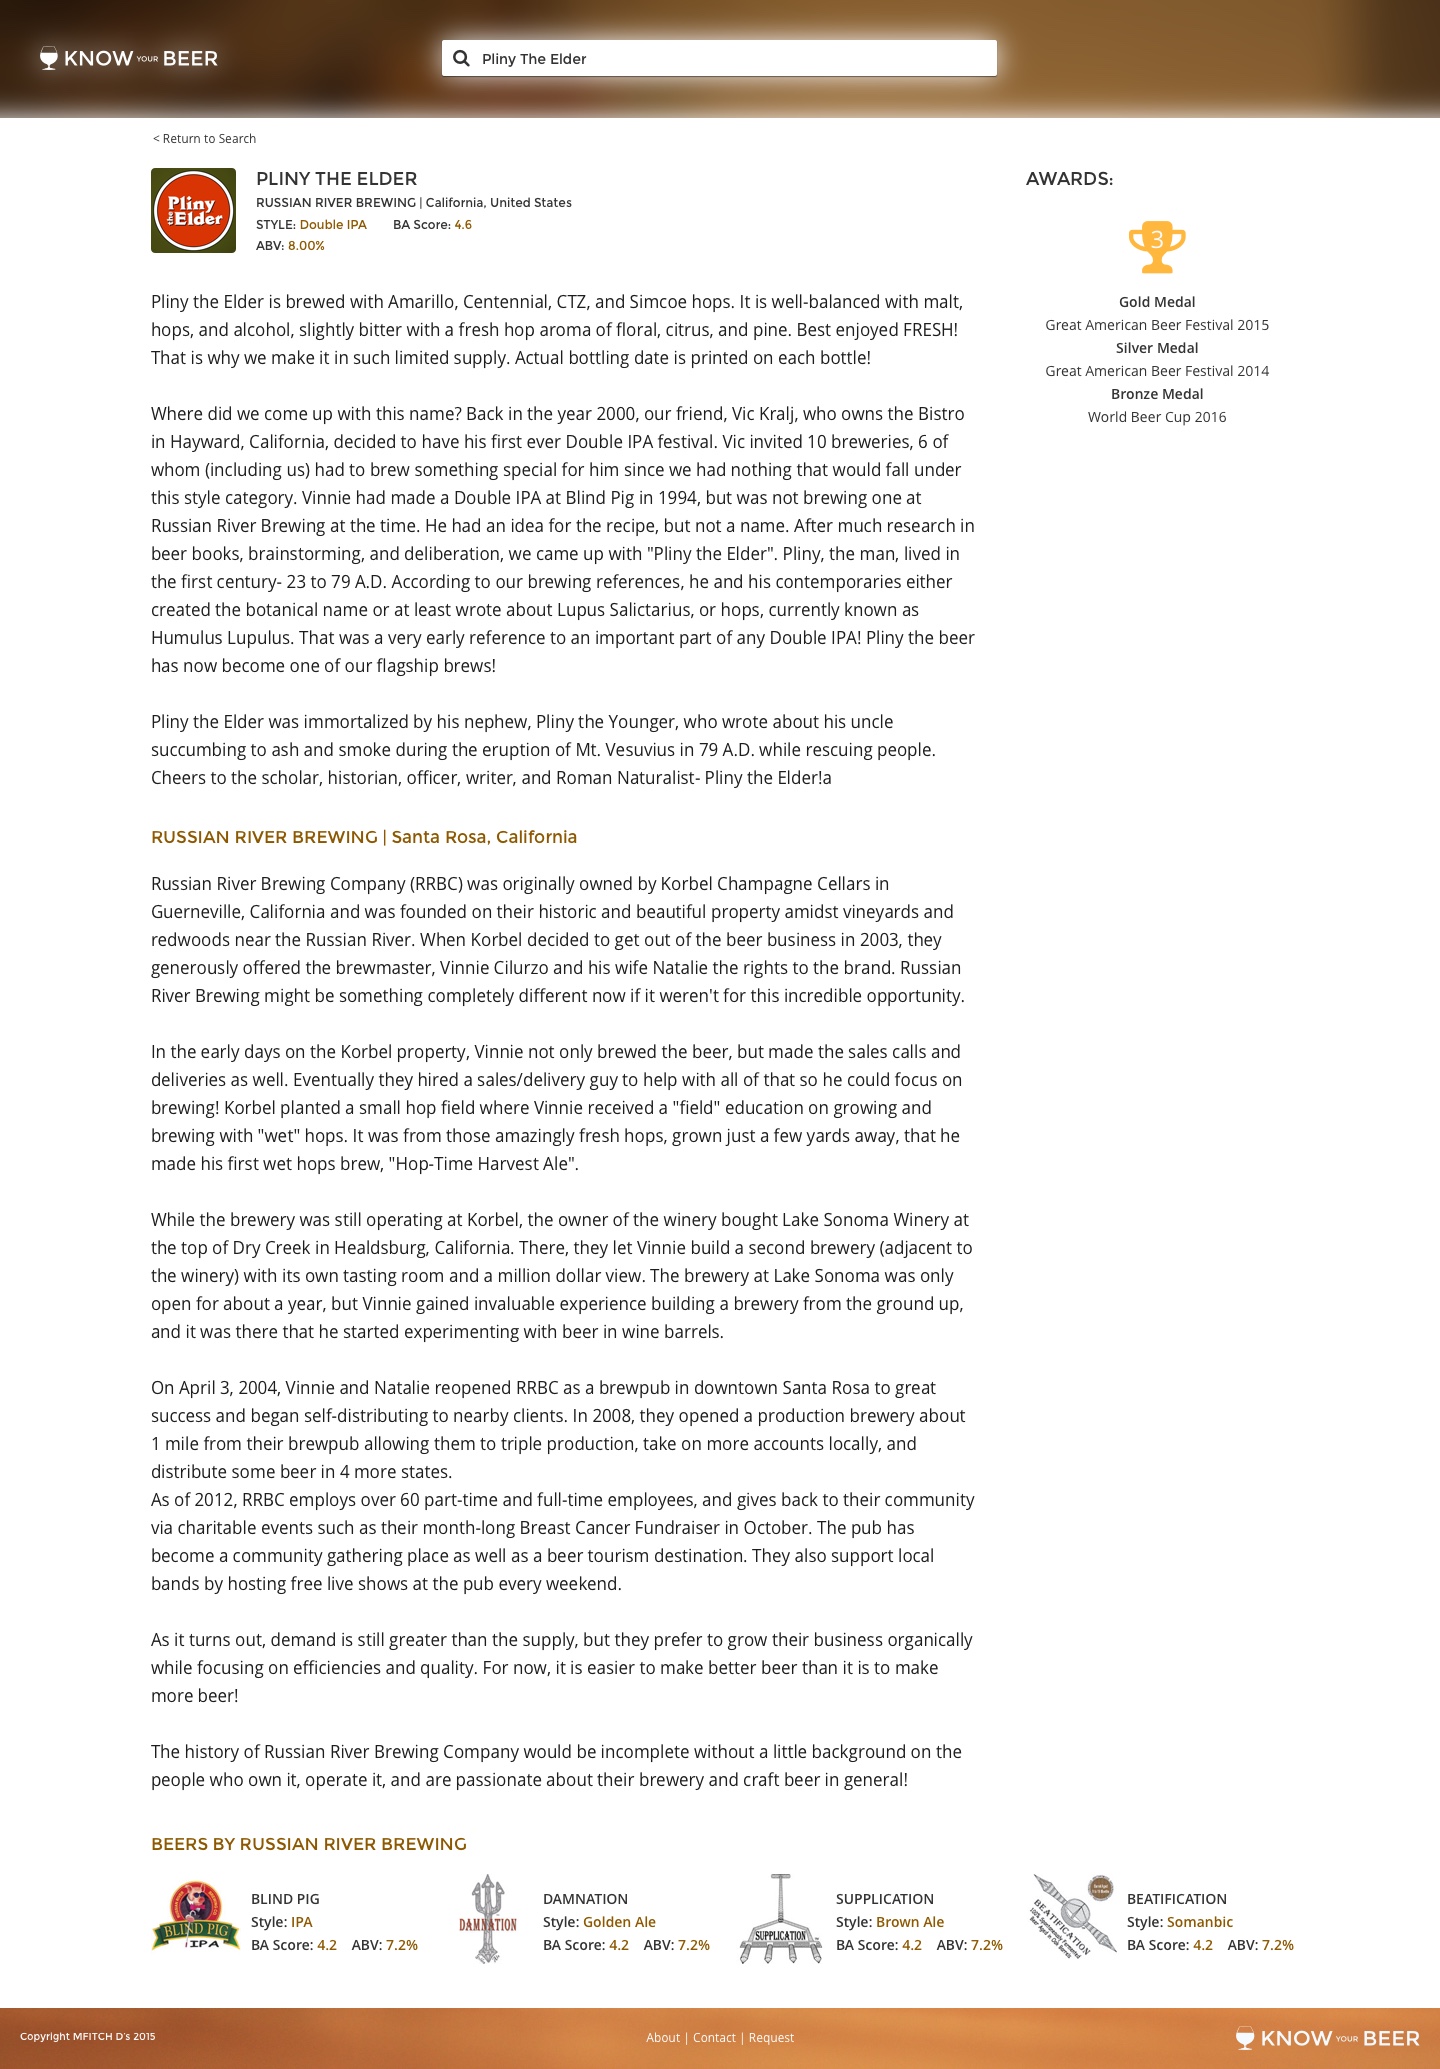 KNOW YOUR BEER
Pliny The Elder
< Return to Search
Pliny
the Elder
PLINY THE ELDER
RUSSIAN RIVER BREWING | California, United States
STYLE: Double IPA BA Score: 4.6
ABV: 8.00%
AWARDS:
3
Gold Medal
Great American Beer Festival 2015
Silver Medal
Great American Beer Festival 2014
Bronze Medal
World Beer Cup 2016
Pliny the Elder is brewed with Amarillo, Centennial, CTZ, and Simcoe hops. It is well-balanced with malt,
hops, and alcohol, slightly bitter with a fresh hop aroma of floral, citrus, and pine. Best enjoyed FRESH!
That is why we make it in such limited supply. Actual bottling date is printed on each bottle!
Where did we come up with this name? Back in the year 2000, our friend, Vic Kralj, who owns the Bistro
in Hayward, California, decided to have his first ever Double IPA festival. Vic invited 10 breweries, 6 of
whom (including us) had to brew something special for him since we had nothing that would fall under
this style category. Vinnie had made a Double IPA at Blind Pig in 1994, but was not brewing one at
Russian River Brewing at the time. He had an idea for the recipe, but not a name. After much research in
beer books, brainstorming, and deliberation, we came up with "Pliny the Elder". Pliny, the man, lived in
the first century- 23 to 79 A.D. According to our brewing references, he and his contemporaries either
created the botanical name or at least wrote about Lupus Salictarius, or hops, currently known as
Humulus Lupulus. That was a very early reference to an important part of any Double IPA! Pliny the beer
has now become one of our flagship brews!
Pliny the Elder was immortalized by his nephew, Pliny the Younger, who wrote about his uncle
succumbing to ash and smoke during the eruption of Mt. Vesuvius in 79 A.D. while rescuing people.
Cheers to the scholar, historian, officer, writer, and Roman Naturalist- Pliny the Elder!a
RUSSIAN RIVER BREWING | Santa Rosa, California
Russian River Brewing Company (RRBC) was originally owned by Korbel Champagne Cellars in
Guerneville, California and was founded on their historic and beautiful property amidst vineyards and
redwoods near the Russian River. When Korbel decided to get out of the beer business in 2003, they
generously offered the brewmaster, Vinnie Cilurzo and his wife Natalie the rights to the brand. Russian
River Brewing might be something completely different now if it weren't for this incredible opportunity.
In the early days on the Korbel property, Vinnie not only brewed the beer, but made the sales calls and
deliveries as well. Eventually they hired a sales/delivery guy to help with all of that so he could focus on
brewing! Korbel planted a small hop field where Vinnie received a "field" education on growing and
brewing with "wet" hops. It was from those amazingly fresh hops, grown just a few yards away, that he
made his first wet hops brew, "Hop-Time Harvest Ale".
While the brewery was still operating at Korbel, the owner of the winery bought Lake Sonoma Winery at
the top of Dry Creek in Healdsburg, California. There, they let Vinnie build a second brewery (adjacent to
the winery) with its own tasting room and a million dollar view. The brewery at Lake Sonoma was only
open for about a year, but Vinnie gained invaluable experience building a brewery from the ground up,
and it was there that he started experimenting with beer in wine barrels.
On April 3, 2004, Vinnie and Natalie reopened RRBC as a brewpub in downtown Santa Rosa to great
success and began self-distributing to nearby clients. In 2008, they opened a production brewery about
1 mile from their brewpub allowing them to triple production, take on more accounts locally, and
distribute some beer in 4 more states.
As of 2012, RRBC employs over 60 part-time and full-time employees, and gives back to their community
via charitable events such as their month-long Breast Cancer Fundraiser in October. The pub has
become a community gathering place as well as a beer tourism destination. They also support local
bands by hosting free live shows at the pub every weekend.
As it turns out, demand is still greater than the supply, but they prefer to grow their business organically
while focusing on efficiencies and quality. For now, it is easier to make better beer than it is to make
more beer!
The history of Russian River Brewing Company would be incomplete without a little background on the
people who own it, operate it, and are passionate about their brewery and craft beer in general!
BEERS BY RUSSIAN RIVER BREWING
BLIND PIG
IPA
BLIND PIG
Style: IPA
BA Score: 4.2 ABV: 7.2%
DAMNATION
DAMNATION
Style: Golden Ale
BA Score: 4.2 ABV: 7.2%
SUPPLICATION
SUPPLICATION
Style: Brown Ale
BA Score: 4.2 ABV: 7.2%
BEATIFICATION
100% Spontaneously Fermented
Beer Aged in Oak Barrels
BEATIFICATION
Style: Somanbic
BA Score: 4.2 ABV: 7.2%
Copyright MFITCH D's 2015
About | Contact | Request
KNOW YOUR BEER